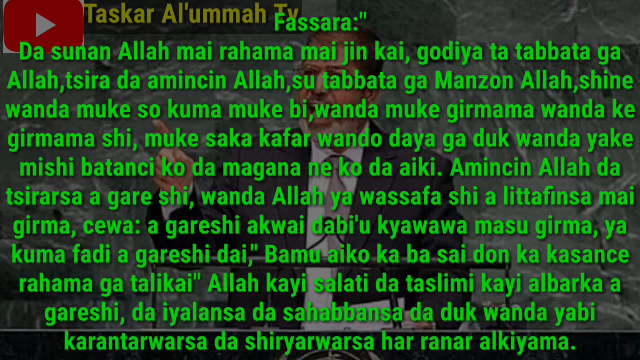 Taskar Al'ummah Tv
Fassara:"
Da sunan Allah mai rahama mai jin kai, godiya ta tabbata ga
Allah,tsira da amincin Allah,su tabbata ga Manzon Allah,shine
wanda muke so kuma muke bi,wanda muke girmama wanda ke
girmama shi, muke saka kafar wando daya ga duk wanda yake
mishi batanci ko da magana ne ko da aiki. Amincin Allah da
tsirarsa a gare shi, wanda Allah ya wassafa shi a littafinsa mai
girma, cewa: a gareshi akwai dabi'u kyawawa masu girma, ya
kuma fadi a gareshi dai," Bamu aiko ka ba sai don ka kasance
rahama ga talikai" Allah kayi salati da taslimi kayi albarka a
gareshi, da iyalansa da sahabbansa da duk wanda yabi
karantarwarsa da shiryarwarsa har ranar alkiyama.